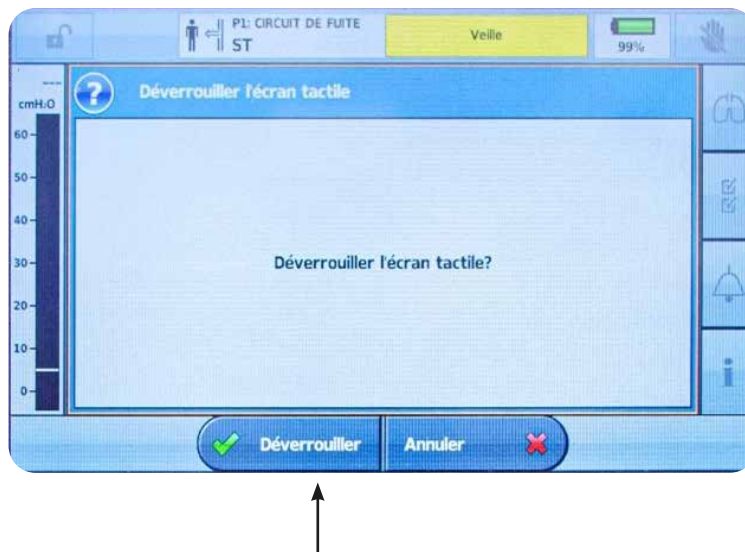 P1: CIRCUIT DE FUITE
ST
Veille
99%
cmH₂O
Déverrouiller l'écran tactile
60
50
40
30
20
10
0
Déverrouiller l'écran tactile?
Déverrouiller
Annuler